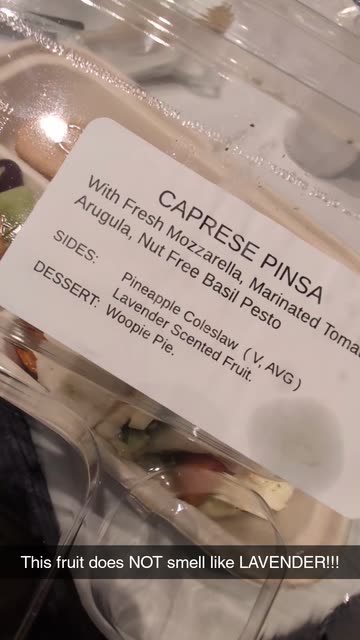 CAPRESE PINSA
With Fresh Mozzarella, Marinated
Arugula, Nut Free Basil Pesto
SIDES: Pineapple Coleslaw ( V, AVG )
Lavender Scented Fruit.
DESSERT: Woopie Pie.
This fruit does NOT smell like LAVENDER!!!